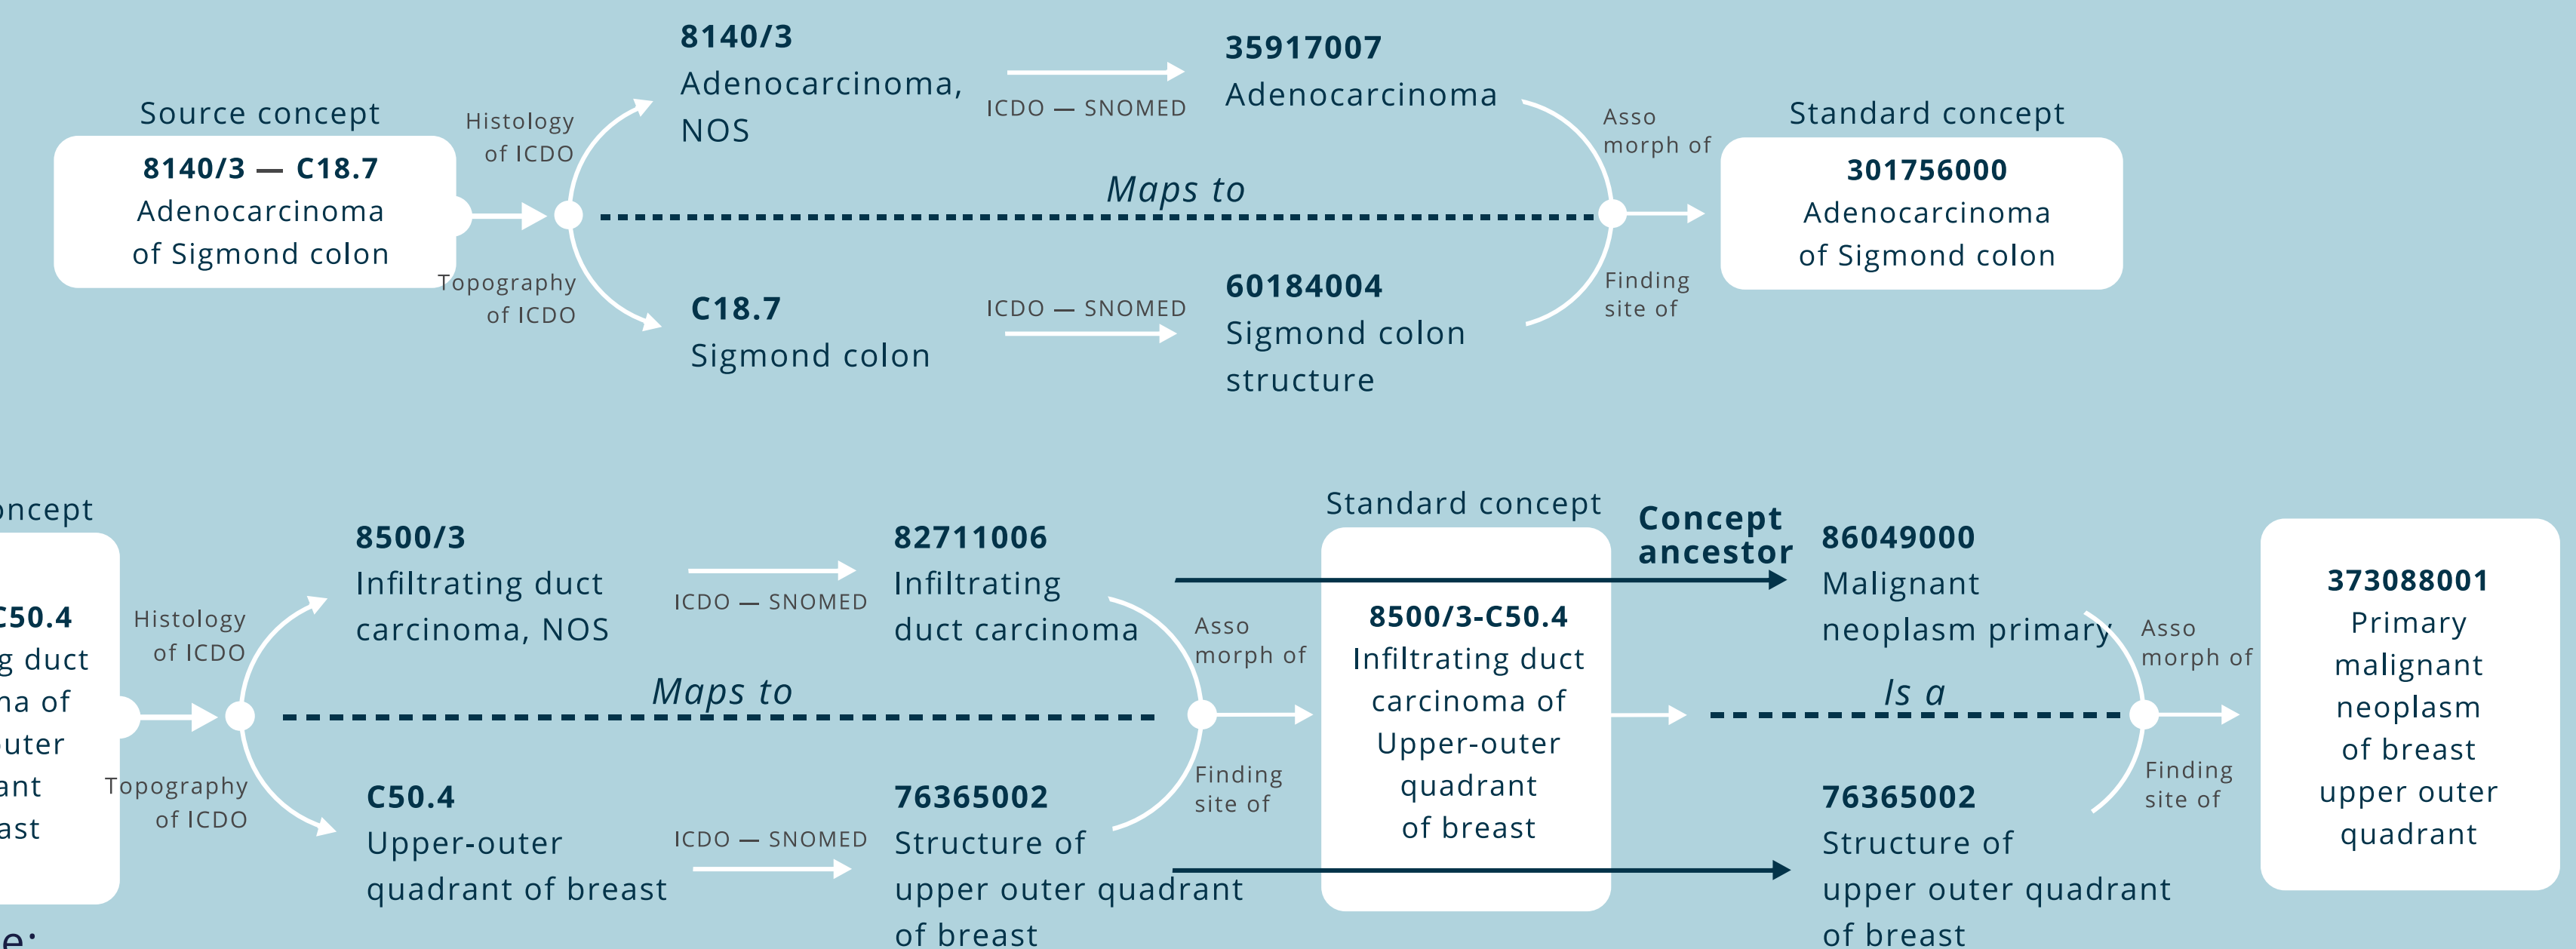 Source concept
8140/3 — C18.7
Adenocarcinoma
of Sigmond colon
Histology
of ICDO
Topography
of ICDO
8140/3
Adenocarcinoma,
NOS
ICDO — SNOMED
35917007
Adenocarcinoma
Maps to
C18.7
Sigmond colon
ICDO — SNOMED
60184004
Sigmond colon
structure
Asso
morph of
Finding
site of
Standard concept
301756000
Adenocarcinoma
of Sigmond colon
C50.4
duct
of
Histology
of ICDO
Topography
of ICDO
8500/3
Infiltrating duct
carcinoma, NOS
ICDO — SNOMED
82711006
Infiltrating
duct carcinoma
Maps to
C50.4
Upper-outer
quadrant of breast
ICDO — SNOMED
76365002
Structure of
upper outer quadrant
of breast
Asso
morph of
Finding
site of
Standard concept
8500/3-C50.4
Infiltrating duct
carcinoma of
Upper-outer
quadrant
of breast
Concept
ancestor
86049000
Malignant
neoplasm primary
Is a
76365002
Structure of
upper outer quadrant
of breast
Asso
morph of
Finding
site of
373088001
Primary
malignant
neoplasm
of breast
upper outer
quadrant